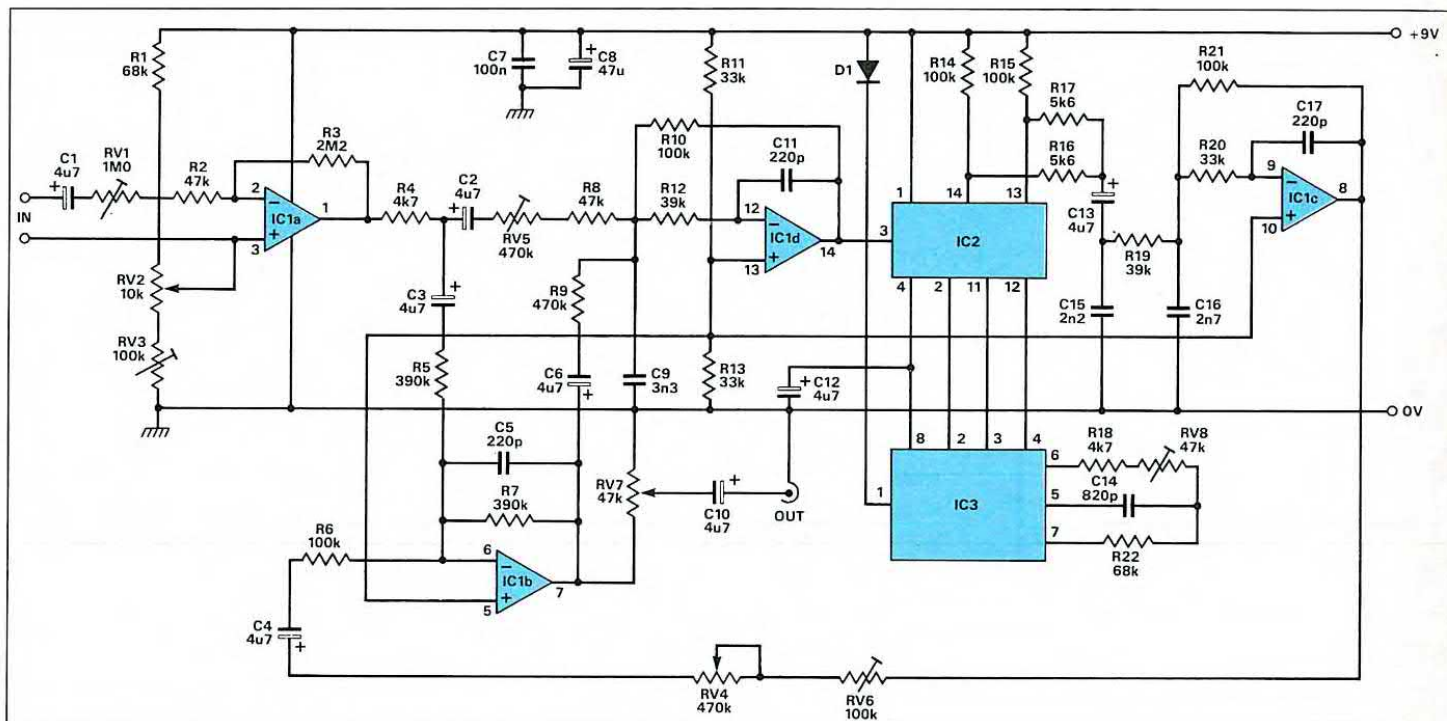 +9V
R1
68k
C7
100n
C8
47u
+
R11
33k
D1
R14
100k
R15
100k
R17
5k6
R16
5k6
R21
100k
C17
220p
R20
33k
R3
2M2
R10
100k
C11
220p
C1
4u7
+
RV1
1M0
R2
47k
2
−
IC1a
1
+
3
IN
R4
4k7
C2
4u7
+
RV5
470k
R8
47k
R12
39k
12
−
IC1d
14
+
13
1
14
13
3
IC2
4
2
11
12
+
C13
4u7
R19
39k
9
−
IC1c
8
+
10
RV2
10k
RV3
100k
C3
4u7
+
R9
470k
R5
390k
C6
4u7
+
C9
3n3
R13
33k
C12
4u7
+
C15
2n2
C16
2n7
0V
C5
220p
R7
390k
RV7
47k
C10
4u7
+
OUT
8
2
3
4
1
IC3
6
5
7
R18
4k7
RV8
47k
C14
820p
R22
68k
R6
100k
6
−
IC1b
7
+
5
C4
4u7
+
RV4
470k
RV6
100k